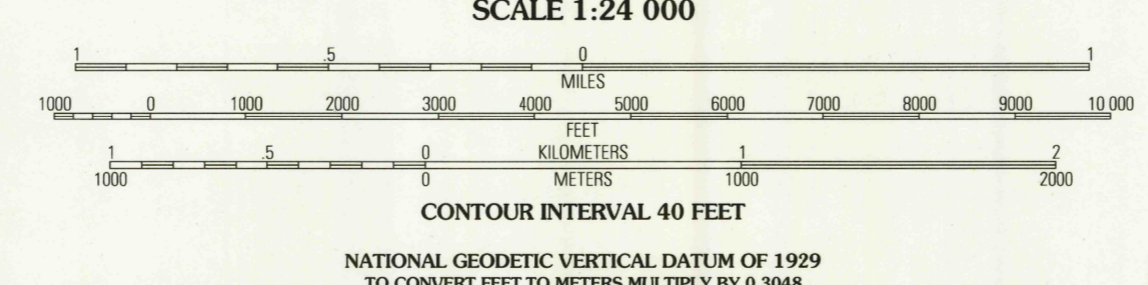 SCALE 1:24 000
1 .5 0 1
MILES
1000 0 1000 2000 3000 4000 5000 6000 7000 8000 9000 10 000
FEET
1 .5 0 KILOMETERS 1 2
1000 0 METERS 1000 2000
CONTOUR INTERVAL 40 FEET
NATIONAL GEODETIC VERTICAL DATUM OF 1929
TO CONVERT FEET TO METERS MULTIPLY BY 0.3048